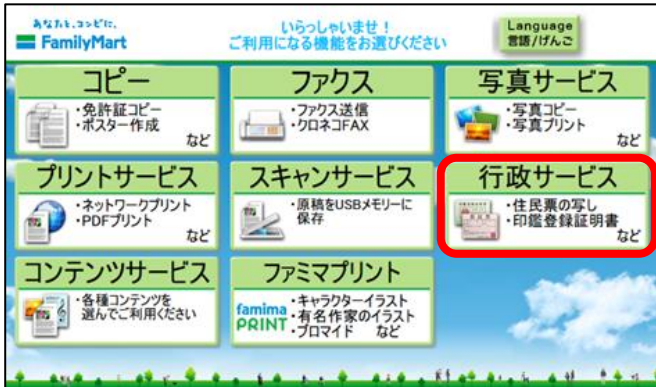 あなたと、コンビに、
FamilyMart
いらっしゃいませ！
ご利用になる機能をお選びください
Language
言語/げんご
コピー
・免許証コピー
・ポスター作成
など
ファクス
・ファクス送信
・クロネコFAX
写真サービス
・写真コピー
・写真プリント
など
プリントサービス
・ネットワークプリント
・PDFプリント
など
スキャンサービス
・原稿をUSBメモリーに
保存
行政サービス
・住民票の写し
・印鑑登録証明書
など
コンテンツサービス
・各種コンテンツを
選んでご利用ください
ファミマプリント
famima
PRINT
・キャラクターイラスト
・有名作家のイラスト
・ブロマイド など